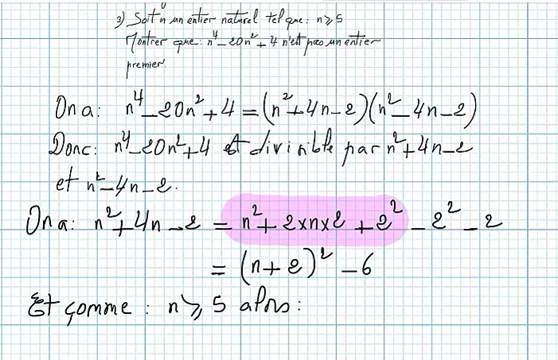 3) Soit n un entier naturel tel que: n ⩾ 5
Montrer que: n⁴ - 20n² + 4 n'est pas un entier
premier
On a: n⁴ - 20n² + 4 = (n² + 4n - 2)(n² - 4n - 2)
Donc: n⁴ - 20n² + 4 est divisible par n² + 4n - 2
et n² - 4n - 2.
On a: n² + 4n - 2 = n² + 2×n×2 + 2² - 2² - 2
= (n + 2)² - 6
Et comme: n ⩾ 5 alors: